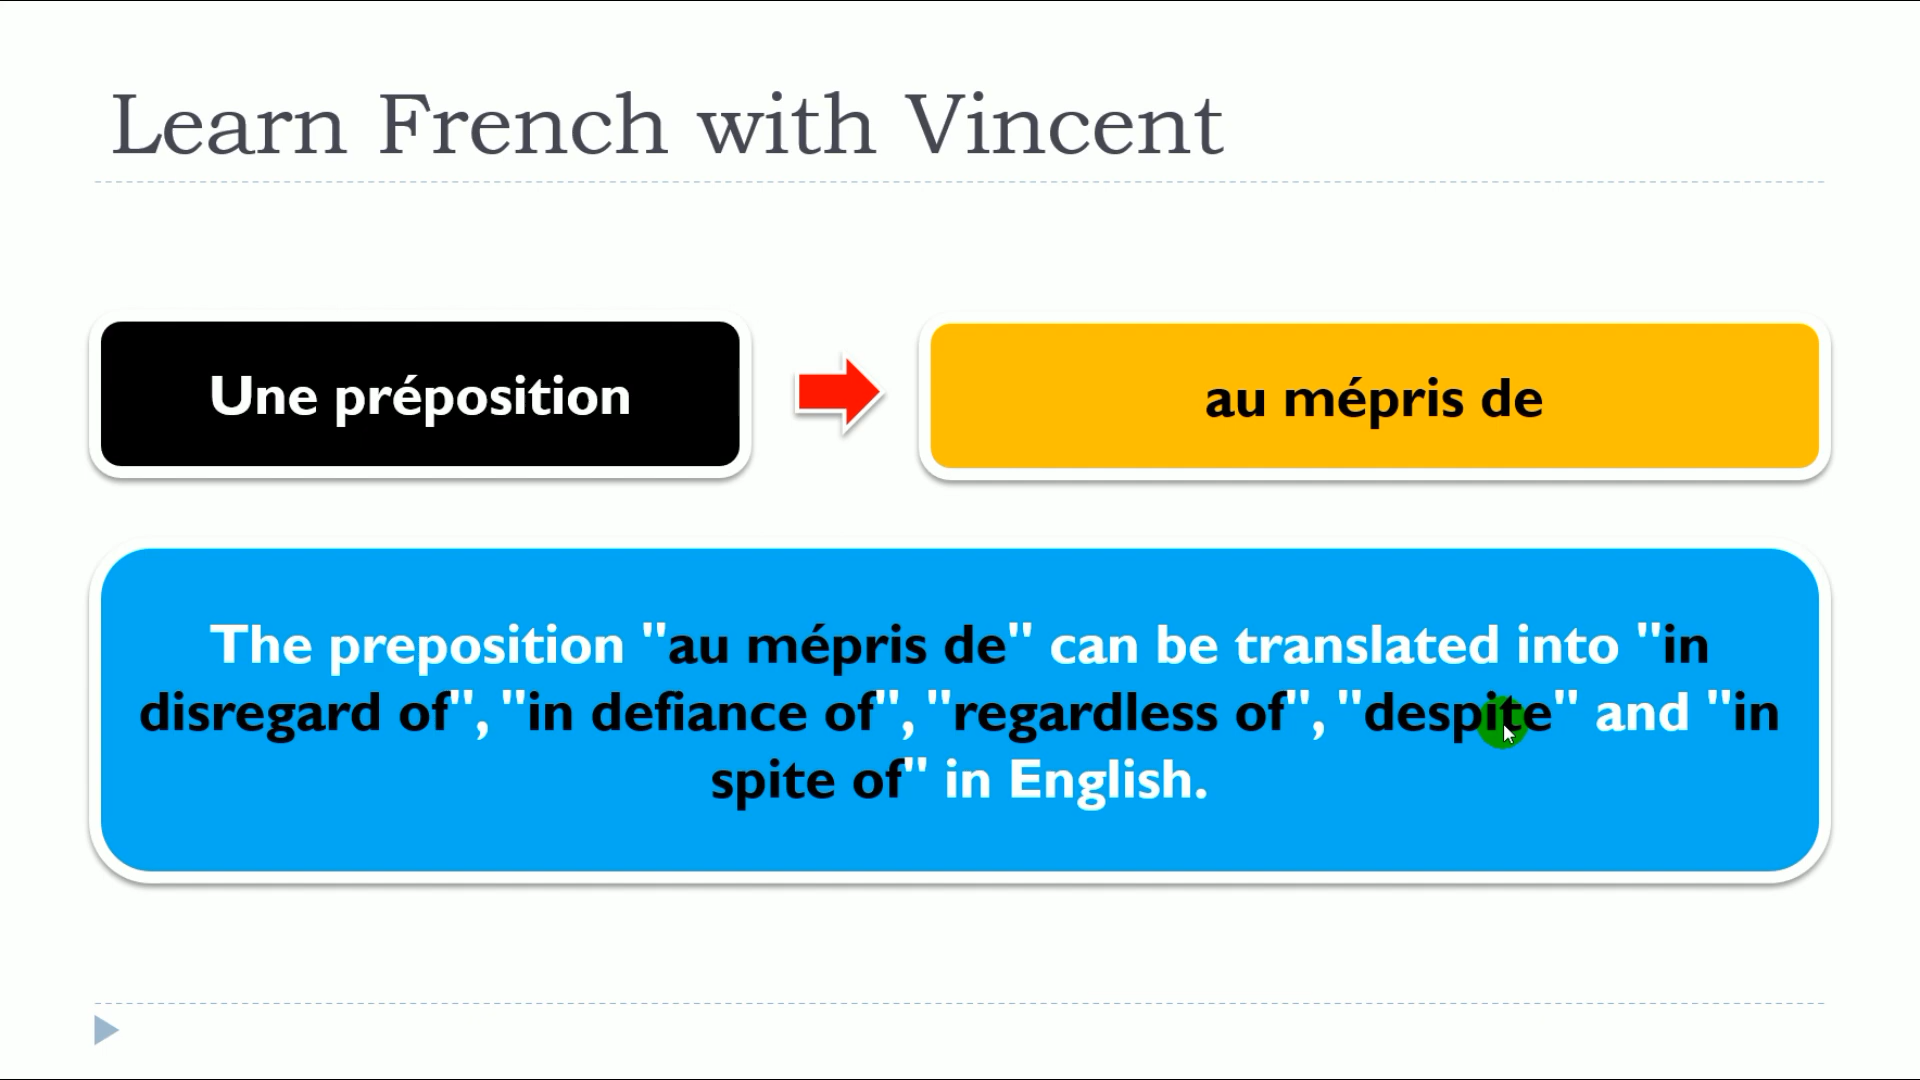 Learn French with Vincent
Une préposition
au mépris de
The preposition "au mépris de" can be translated into "in
disregard of", "in defiance of", "regardless of", "despite" and "in
spite of" in English.